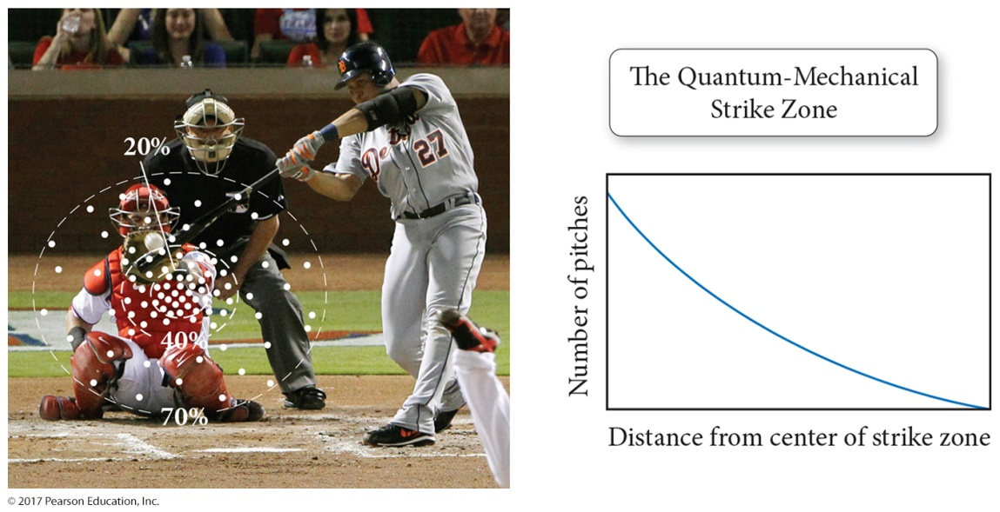 20%
40%
70%
Detroit
27
The Quantum-Mechanical
Strike Zone
Number of pitches
Distance from center of strike zone
© 2017 Pearson Education, Inc.